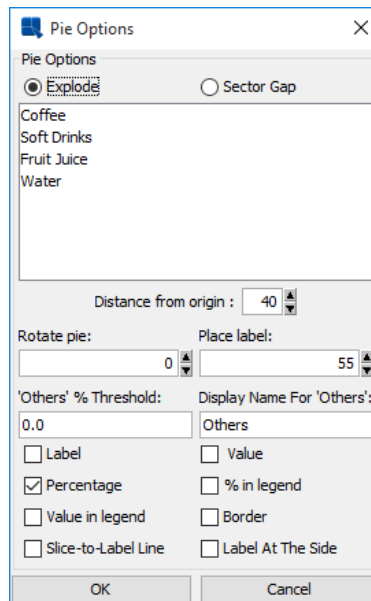 Pie Options
Pie Options
Explode Sector Gap
Coffee
Soft Drinks
Fruit Juice
Water
Distance from origin : 40
Rotate pie: Place label:
0 55
'Others' % Threshold: Display Name For 'Others':
0.0 Others
Label Value
Percentage % in legend
Value in legend Border
Slice-to-Label Line Label At The Side
OK Cancel